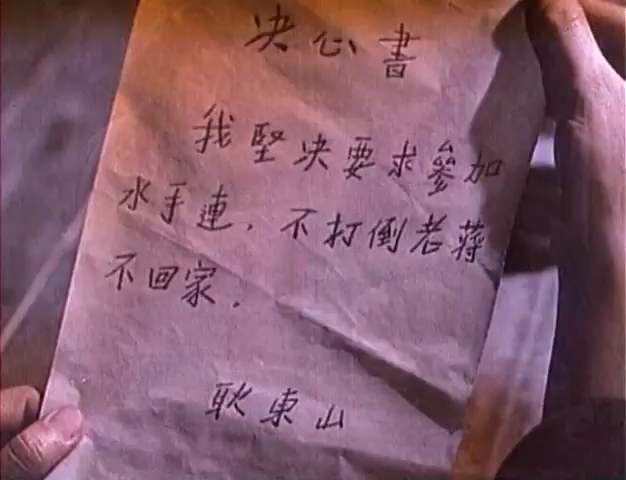 决心書
我堅决要求參加
水手連，不打倒老蔣
不回家．
耿東山